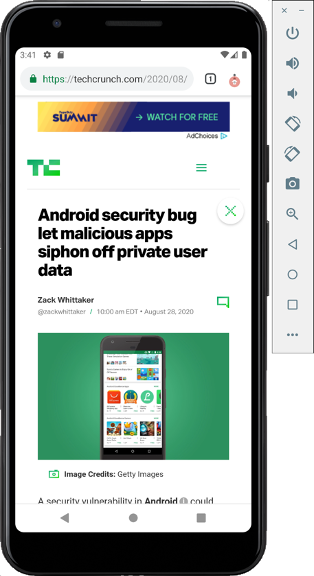 3:41
https://techcrunch.com/2020/08/
1
SUMMIT
→ WATCH FOR FREE
AdChoices
TC
Android security bug
let malicious apps
siphon off private user
data
Zack Whittaker
@zackwhittaker / 10:00 am EDT • August 28, 2020
Image Credits: Getty Images
A security vulnerability in Android could